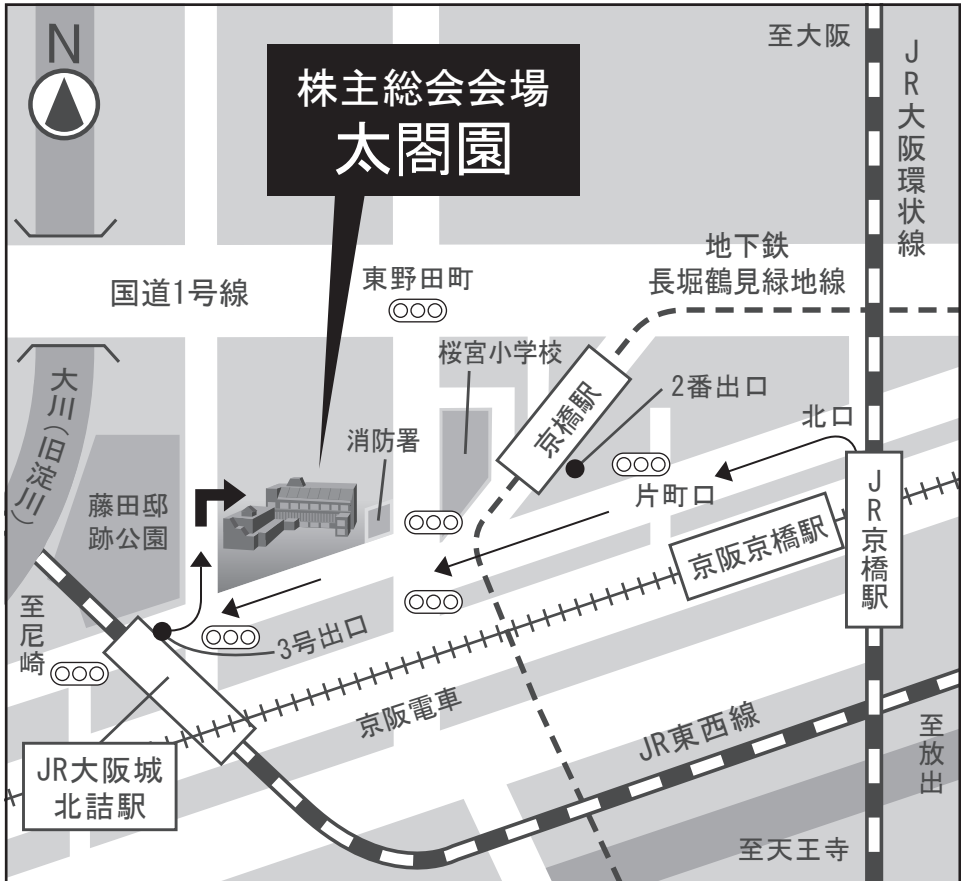 N
株主総会会場
太閤園
至大阪
JR大阪環状線
地下鉄
長堀鶴見緑地線
国道1号線
東野田町
桜宮小学校
大川（旧淀川）
京橋駅
2番出口
北口
消防署
藤田邸
跡公園
片町口
JR京橋駅
京阪京橋駅
至尼崎
3号出口
京阪電車
JR東西線
至放出
JR大阪城
北詰駅
至天王寺